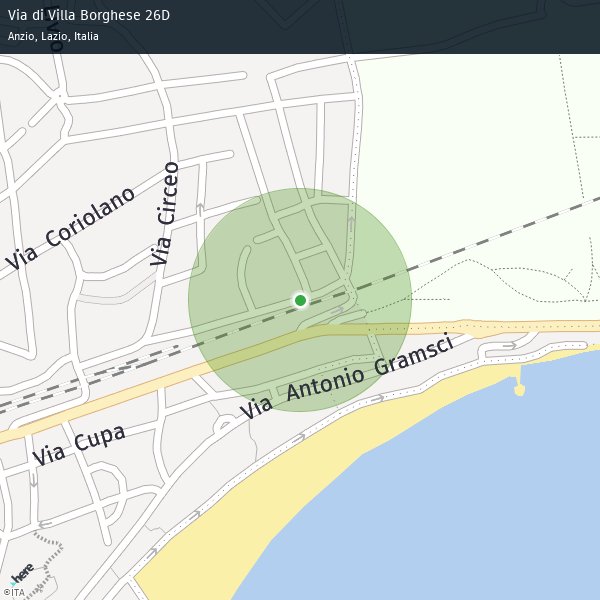 Via di Villa Borghese 26D
Anzio, Lazio, Italia
Via Coriolano
Via Circeo
Via Antonio Gramsci
Via Cupa
here
©ITA